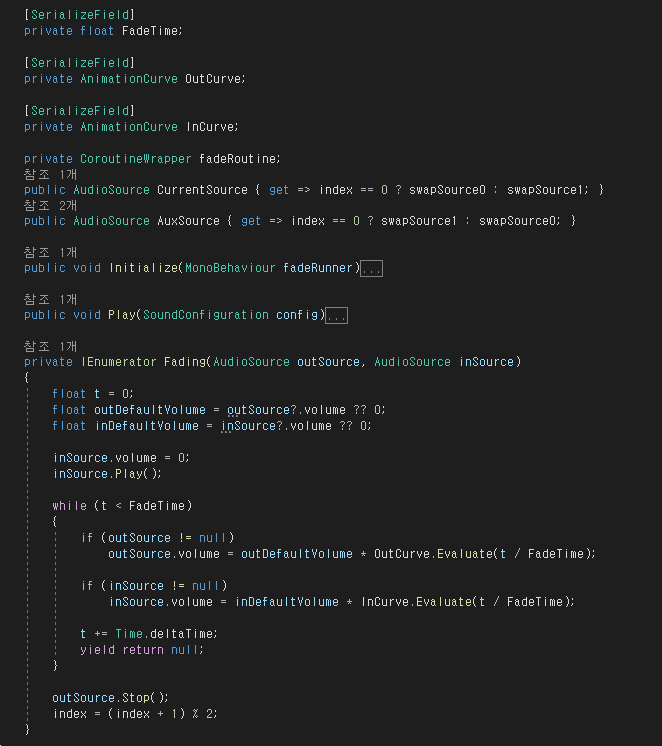 [SerializeField]
private float FadeTime;
[SerializeField]
private AnimationCurve OutCurve;
[SerializeField]
private AnimationCurve InCurve;
private CoroutineWrapper fadeRoutine;
참조 1개
public AudioSource CurrentSource { get => index == 0 ? swapSource0 : swapSource1; }
참조 2개
public AudioSource AuxSource { get => index == 0 ? swapSource1 : swapSource0; }
참조 1개
public void Initialize(MonoBehaviour fadeRunner)...
참조 1개
public void Play(SoundConfiguration config)...
참조 1개
private IEnumerator Fading(AudioSource outSource, AudioSource inSource)
{
float t = 0;
float outDefaultVolume = outSource?.volume ?? 0;
float inDefaultVolume = inSource?.volume ?? 0;
inSource.volume = 0;
inSource.Play();
while (t < FadeTime)
{
if (outSource != null)
outSource.volume = outDefaultVolume * OutCurve.Evaluate(t / FadeTime);
if (inSource != null)
inSource.volume = inDefaultVolume * InCurve.Evaluate(t / FadeTime);
t += Time.deltaTime;
yield return null;
}
outSource.Stop();
index = (index + 1) % 2;
}